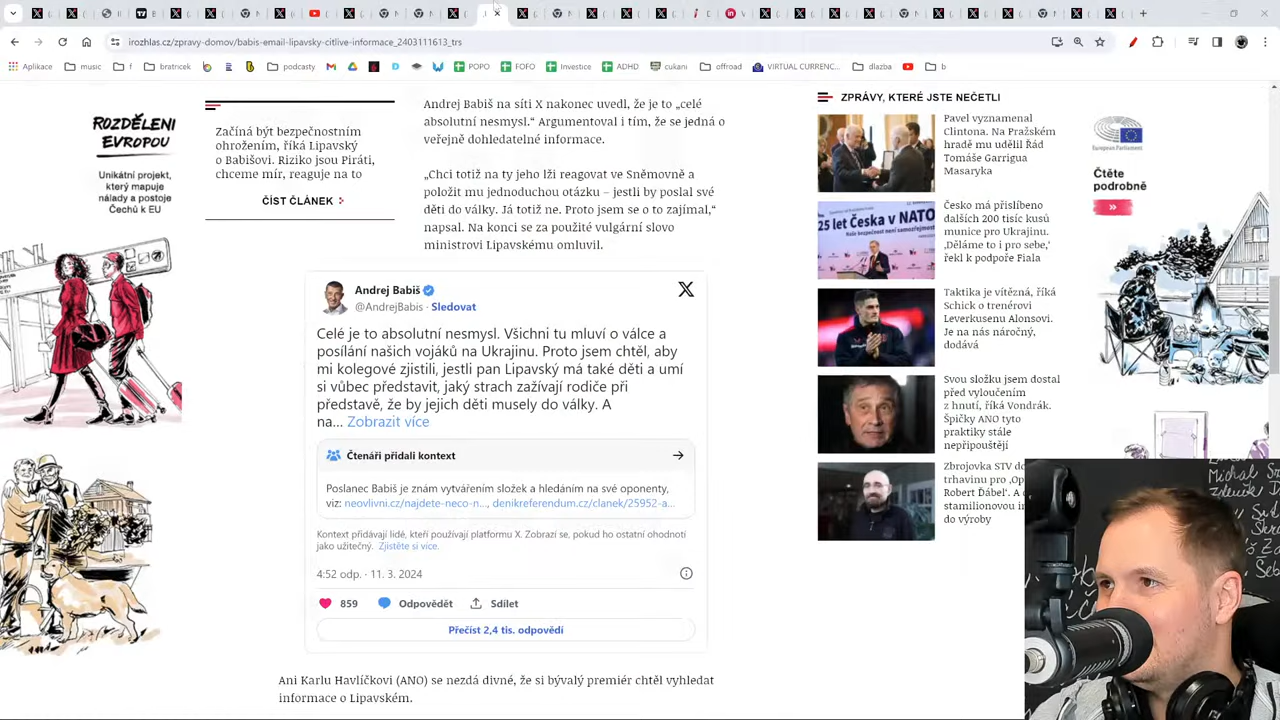 irozhlas.cz/zpravy-domov/babis-email-lipavsky-citlive-informace_2403111613_trs
Aplikace
music
f
bratricek
podcasty
POPO
FOFO
Investice
ADHD
cukani
offroad
VIRTUAL CURRENC...
dlazba
b
ROZDĚLENI
EVROPOU
Unikátní projekt,
který mapuje
nálady a postoje
Čechů k EU
Začíná být bezpečnostním
ohrožením, říká Lipavský
o Babišovi. Riziko jsou Piráti,
chceme mír, reaguje na to
ČÍST ČLÁNEK
Andrej Babiš na síti X nakonec uvedl, že je to „celé
absolutní nesmysl.“ Argumentoval i tím, že se jedná o
veřejně dohledatelné informace.
„Chci totiž na ty jeho lži reagovat ve Sněmovně a
položit mu jednoduchou otázku – jestli by poslal své
děti do války. Já totiž ne. Proto jsem se o to zajímal,“
napsal. Na konci se za použité vulgární slovo
ministrovi Lipavskému omluvil.
Andrej Babiš
@AndrejBabis · Sledovat
Celé je to absolutní nesmysl. Všichni tu mluví o válce a
posílání našich vojáků na Ukrajinu. Proto jsem chtěl, aby
mi kolegové zjistili, jestli pan Lipavský má také děti a umí
si vůbec představit, jaký strach zažívají rodiče při
představě, že by jejich děti musely do války. A
na... Zobrazit více
Čtenáři přidali kontext
Poslanec Babiš je znám vytvářením složek a hledáním na své oponenty,
viz: neovlivni.cz/najdete-neco-n..., denikreferendum.cz/clanek/25952-a...
Kontext přidávají lidé, kteří používají platformu X. Zobrazí se, pokud ho ostatní ohodnotí
jako užitečný. Zjistěte si více.
4:52 odp. · 11. 3. 2024
859
Odpovědět
Sdílet
Přečíst 2,4 tis. odpovědí
Ani Karlu Havlíčkovi (ANO) se nezdá divné, že si bývalý premiér chtěl vyhledat
informace o Lipavském.
ZPRÁVY, KTERÉ JSTE NEČETLI
Pavel vyznamenal
Clintona. Na Pražském
hradě mu udělil Řád
Tomáše Garrigua
Masaryka
25 let Česka v NATO
Česko má přislíbeno
dalších 200 tisíc kusů
munice pro Ukrajinu.
‚Děláme to i pro sebe,‘
řekl k podpoře Fiala
Taktika je vítězná, říká
Schick o trenérovi
Leverkusenu Alonsovi.
Je na nás náročný,
dodává
Svou složku jsem dostal
před vyloučením
z hnutí, říká Vondrák.
Špičky ANO tyto
praktiky stále
nepřipouštějí
Zbrojovka STV do
trhavinu pro ‚Op
Robert Ďábel‘. A
stamilionovou in
do výroby
European Parliament
Čtěte
podrobně
Michal
Zdeněk